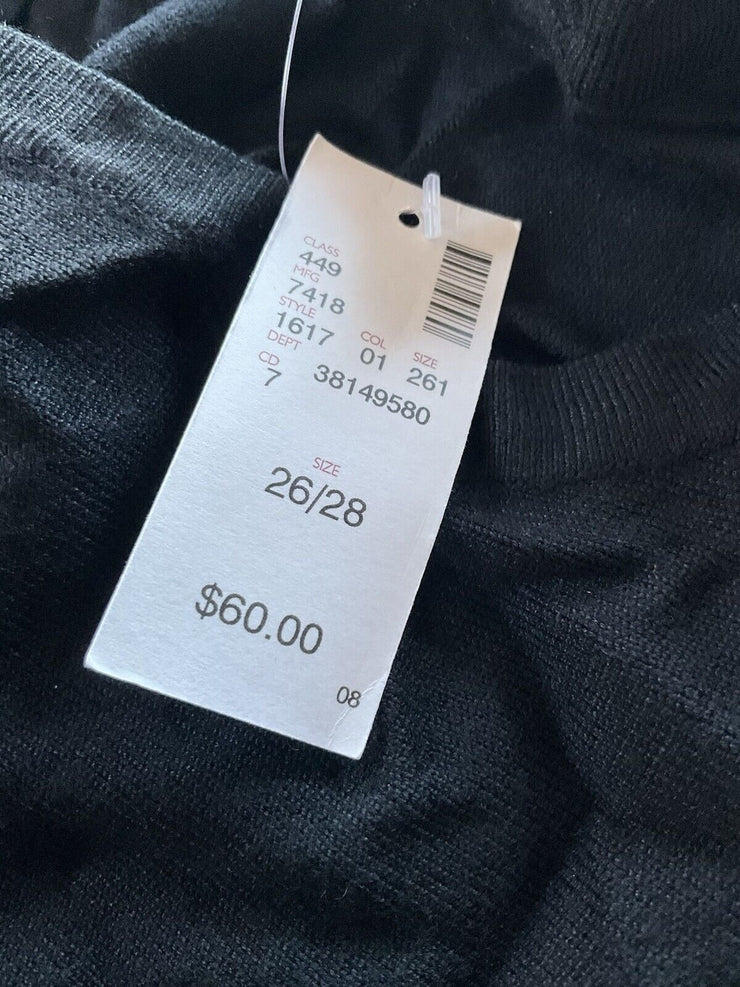 CLASS
449
MFG
7418
STYLE COL SIZE
1617 01 261
DEPT 38149580
CD
7
SIZE
26/28
$60.00
08